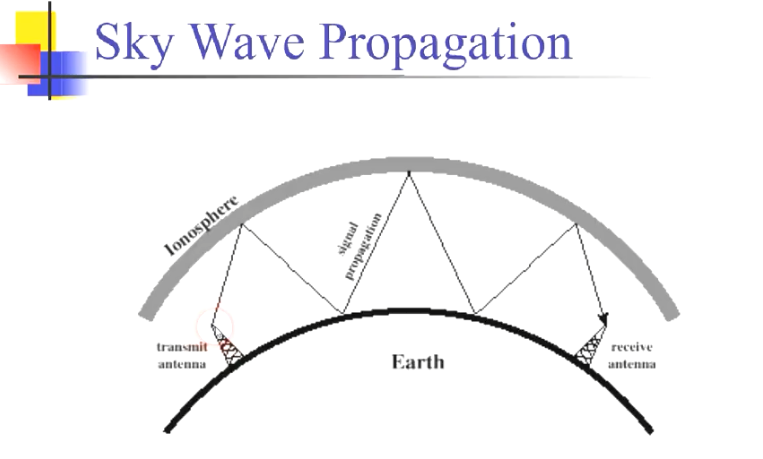 Sky Wave Propagation
Ionosphere
signal
propagation
transmit
antenna
Earth
receive
antenna